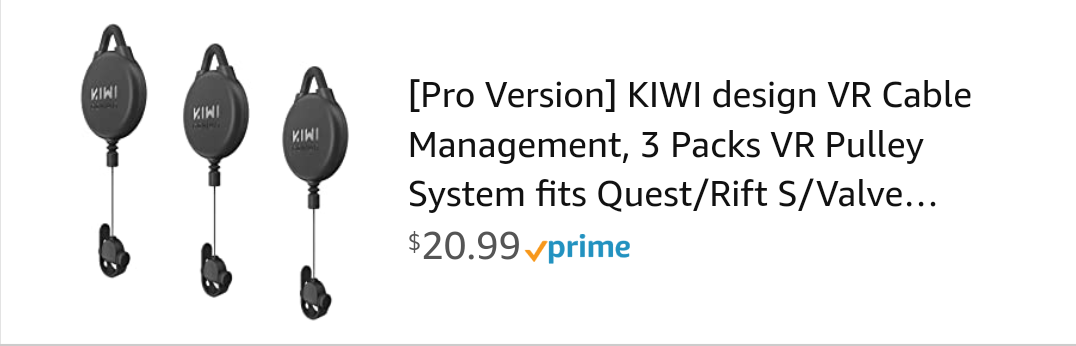 KIWI
KIWI
KIWI
[Pro Version] KIWI design VR Cable
Management, 3 Packs VR Pulley
System fits Quest/Rift S/Valve...
$20.99 prime